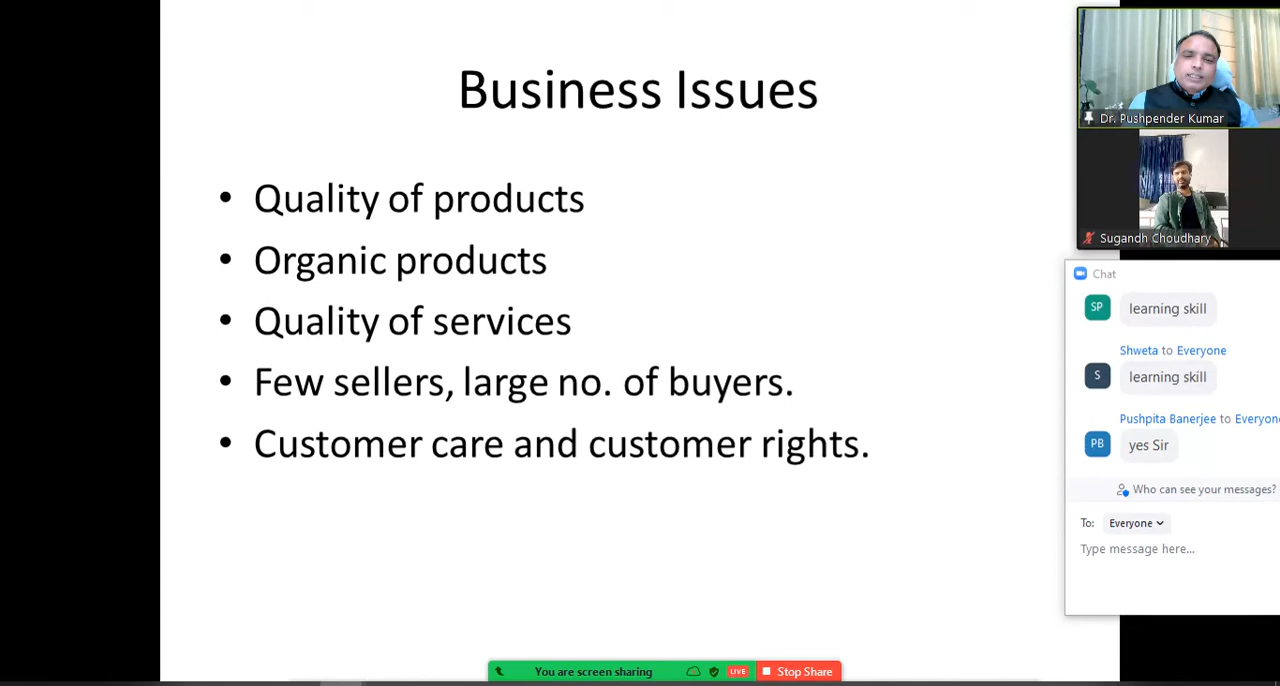 Business Issues
• Quality of products
• Organic products
• Quality of services
• Few sellers, large no. of buyers.
• Customer care and customer rights.
Dr. Pushpender Kumar
Sugandh Choudhary
Chat
SP
learning skill
Shweta to Everyone
S
learning skill
Pushpita Banerjee to Everyone
PB
yes Sir
Who can see your messages?
To: Everyone
Type message here...
You are screen sharing
LIVE
Stop Share